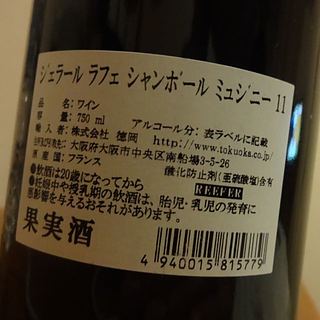 ジェラール ラフェ シャンボール ミュジニー 11
品名：ワイン
容量：750 ml アルコール分：表ラベルに記載
輸入者：株式会社 徳岡 http://www.tokuoka.co.jp/
大阪府大阪市中央区南船場3-5-26
原産国：フランス 酸化防止剤（亜硫酸塩）含有
●飲酒は20歳になってから REEFER
●妊娠中や授乳期の飲酒は、胎児・乳児の発育に
悪影響を与えるおそれがあります。
果実酒
4 940015 815779